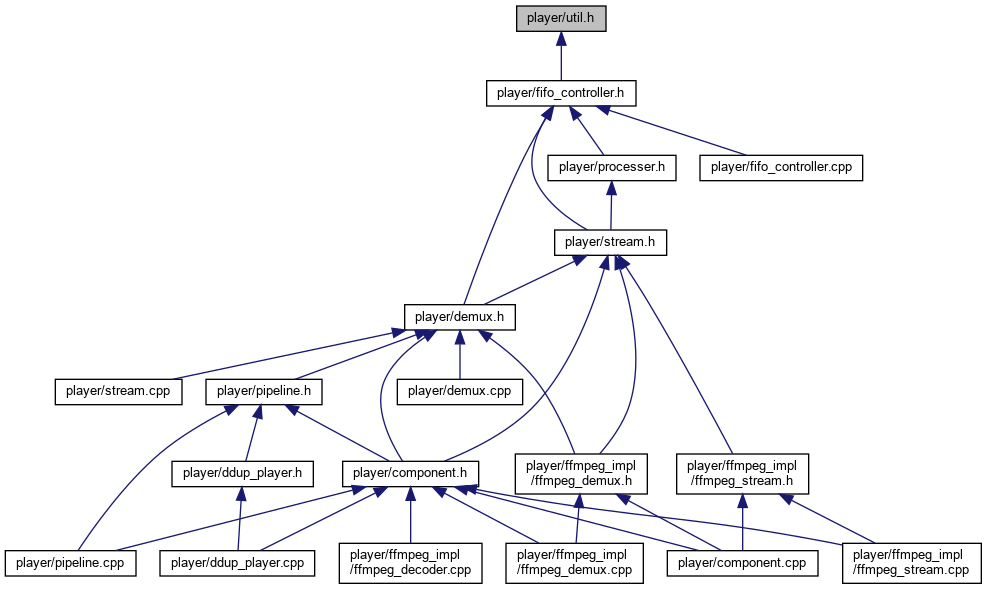 player/util.h
player/fifo_controller.h
player/processer.h
player/fifo_controller.cpp
player/stream.h
player/demux.h
player/stream.cpp
player/pipeline.h
player/demux.cpp
player/ddup_player.h
player/component.h
player/ffmpeg_impl
/ffmpeg_demux.h
player/ffmpeg_impl
/ffmpeg_stream.h
player/pipeline.cpp
player/ddup_player.cpp
player/ffmpeg_impl
/ffmpeg_decoder.cpp
player/ffmpeg_impl
/ffmpeg_demux.cpp
player/component.cpp
player/ffmpeg_impl
/ffmpeg_stream.cpp